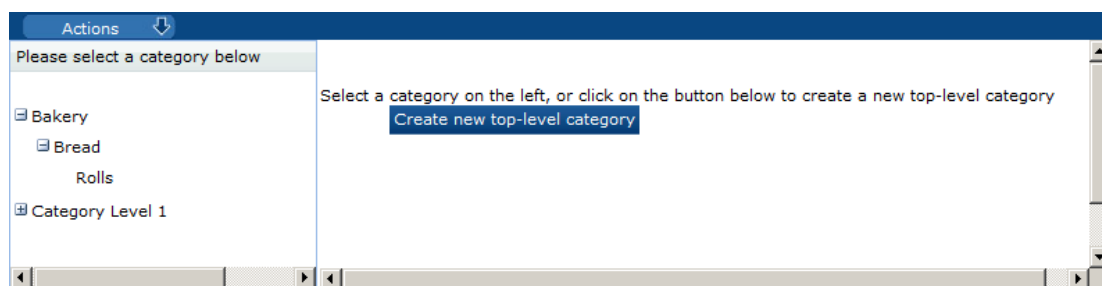 Actions
Please select a category below
Bakery
Bread
Rolls
Category Level 1
Select a category on the left, or click on the button below to create a new top-level category
Create new top-level category